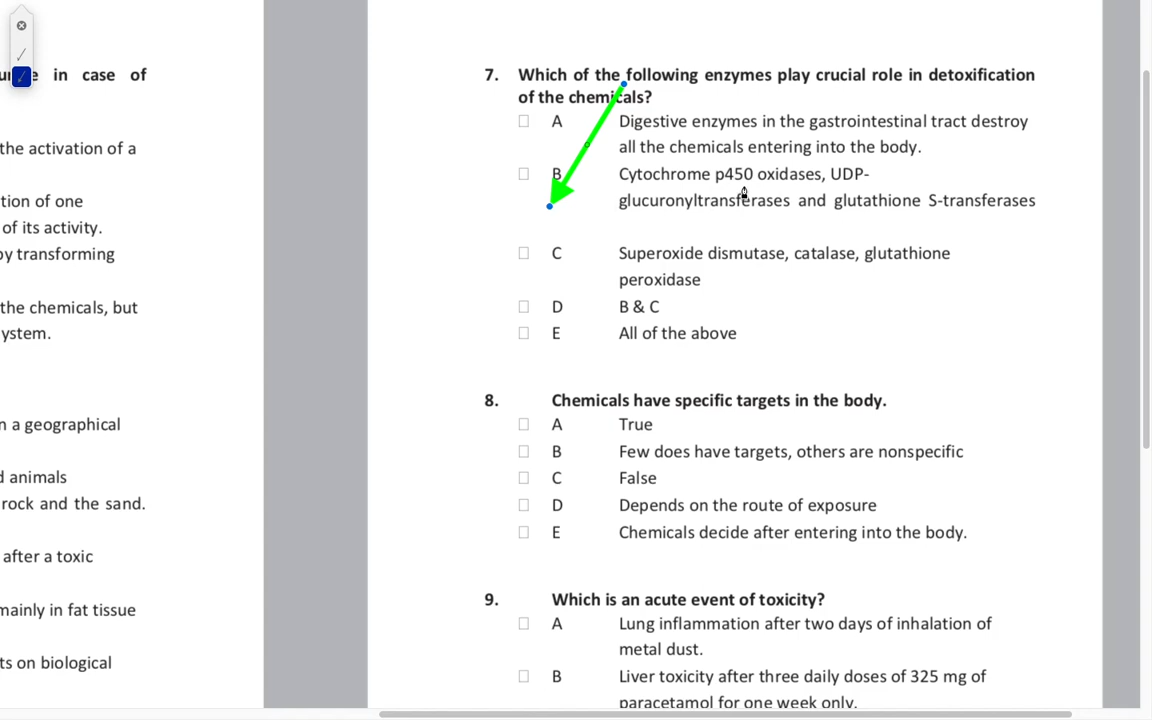 ure in case of
the activation of a
tion of one
of its activity.
by transforming
the chemicals, but
ystem.
n a geographical
d animals
rock and the sand.
after a toxic
mainly in fat tissue
ts on biological
7. Which of the following enzymes play crucial role in detoxification
of the chemicals?
A Digestive enzymes in the gastrointestinal tract destroy
all the chemicals entering into the body.
B Cytochrome p450 oxidases, UDP-
glucuronyltransferases and glutathione S-transferases
C Superoxide dismutase, catalase, glutathione
peroxidase
D B & C
E All of the above
8. Chemicals have specific targets in the body.
A True
B Few does have targets, others are nonspecific
C False
D Depends on the route of exposure
E Chemicals decide after entering into the body.
9. Which is an acute event of toxicity?
A Lung inflammation after two days of inhalation of
metal dust.
B Liver toxicity after three daily doses of 325 mg of
paracetamol for one week only.